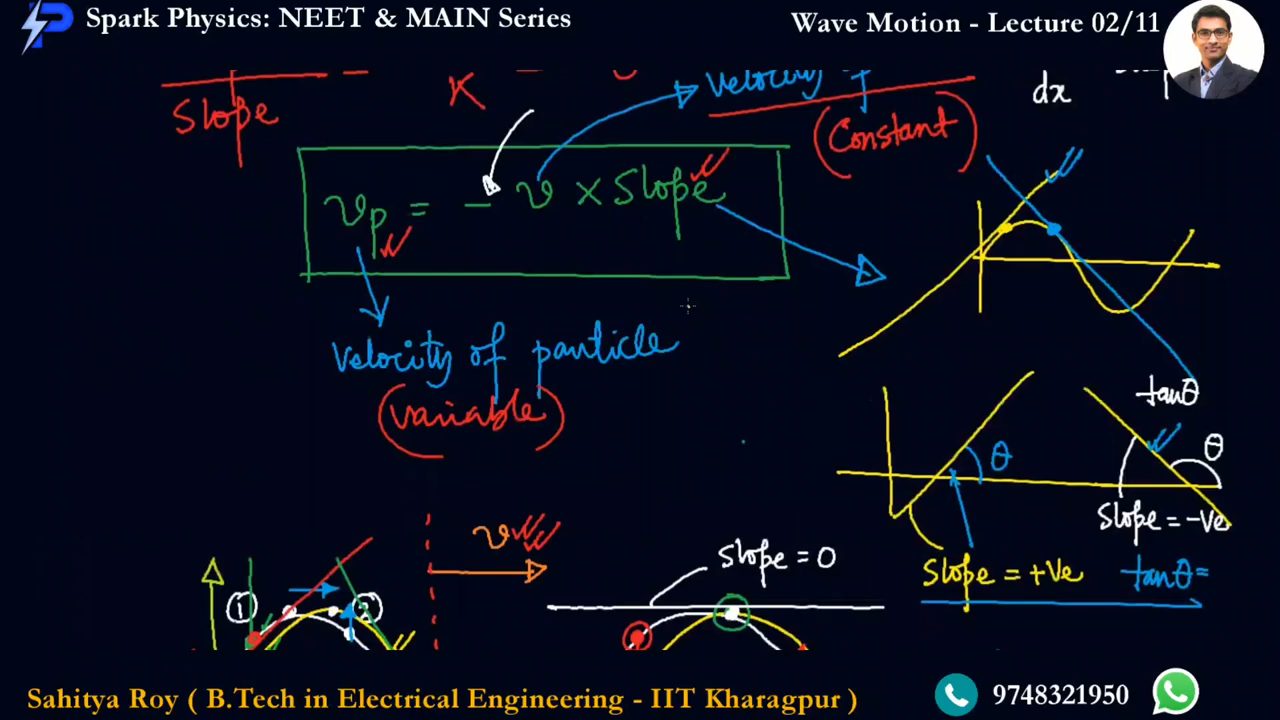 Spark Physics: NEET & MAIN Series
Wave Motion - Lecture 02/11
Slope
K
Velocity of
(Constant)
dx
vp = - v × Slope
Velocity of particle
(variable)
tanθ
θ
θ
Slope = -Ve
Slope = +Ve
tanθ =
v
Slope = 0
①
②
Sahitya Roy ( B.Tech in Electrical Engineering - IIT Kharagpur )
9748321950